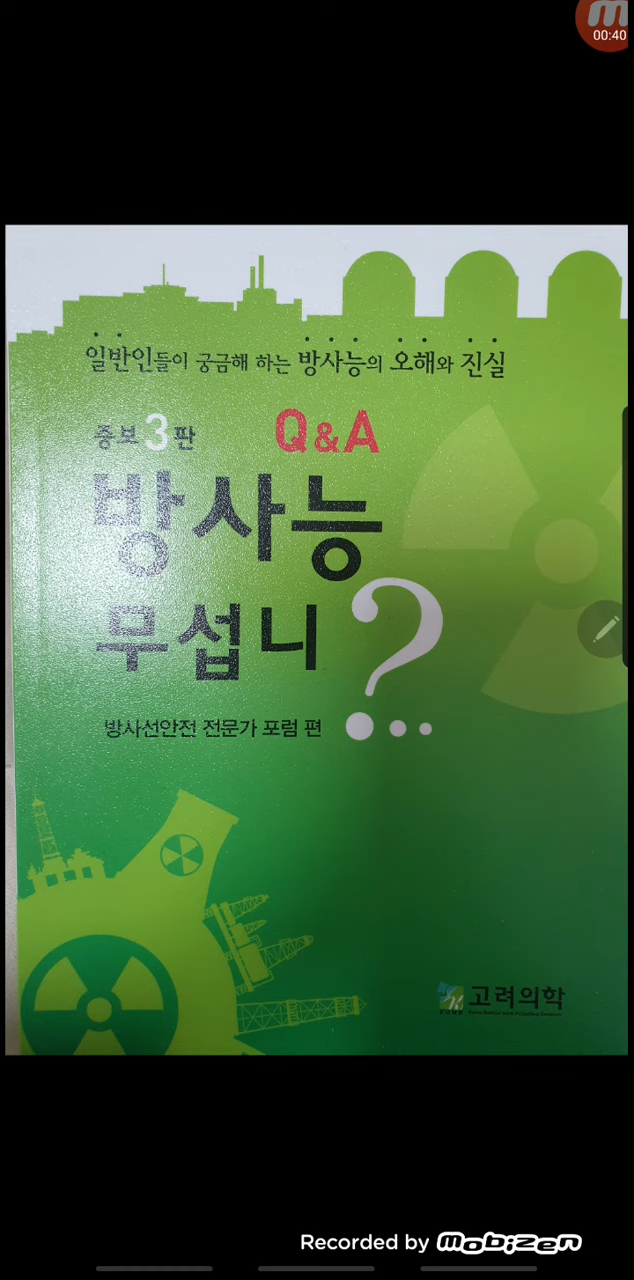 00:40
일반인들이 궁금해 하는 방사능의 오해와 진실
증보3판 Q&A
방사능
무섭니?
방사선안전 전문가 포럼 편
고려의학
Recorded by mobizen